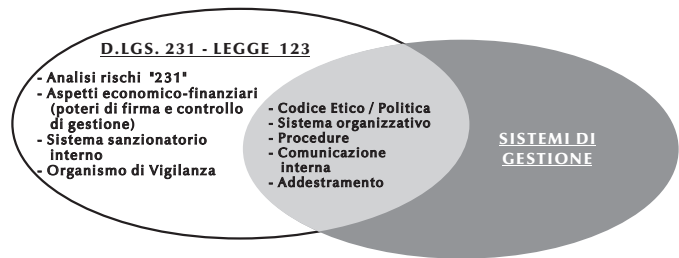 D.LGS. 231 - LEGGE 123
- Analisi rischi "231"
- Aspetti economico-finanziari
(poteri di firma e controllo
di gestione)
- Sistema sanzionatorio
interno
- Organismo di Vigilanza
- Codice Etico / Politica
- Sistema organizzativo
- Procedure
- Comunicazione
interna
- Addestramento
SISTEMI DI
GESTIONE